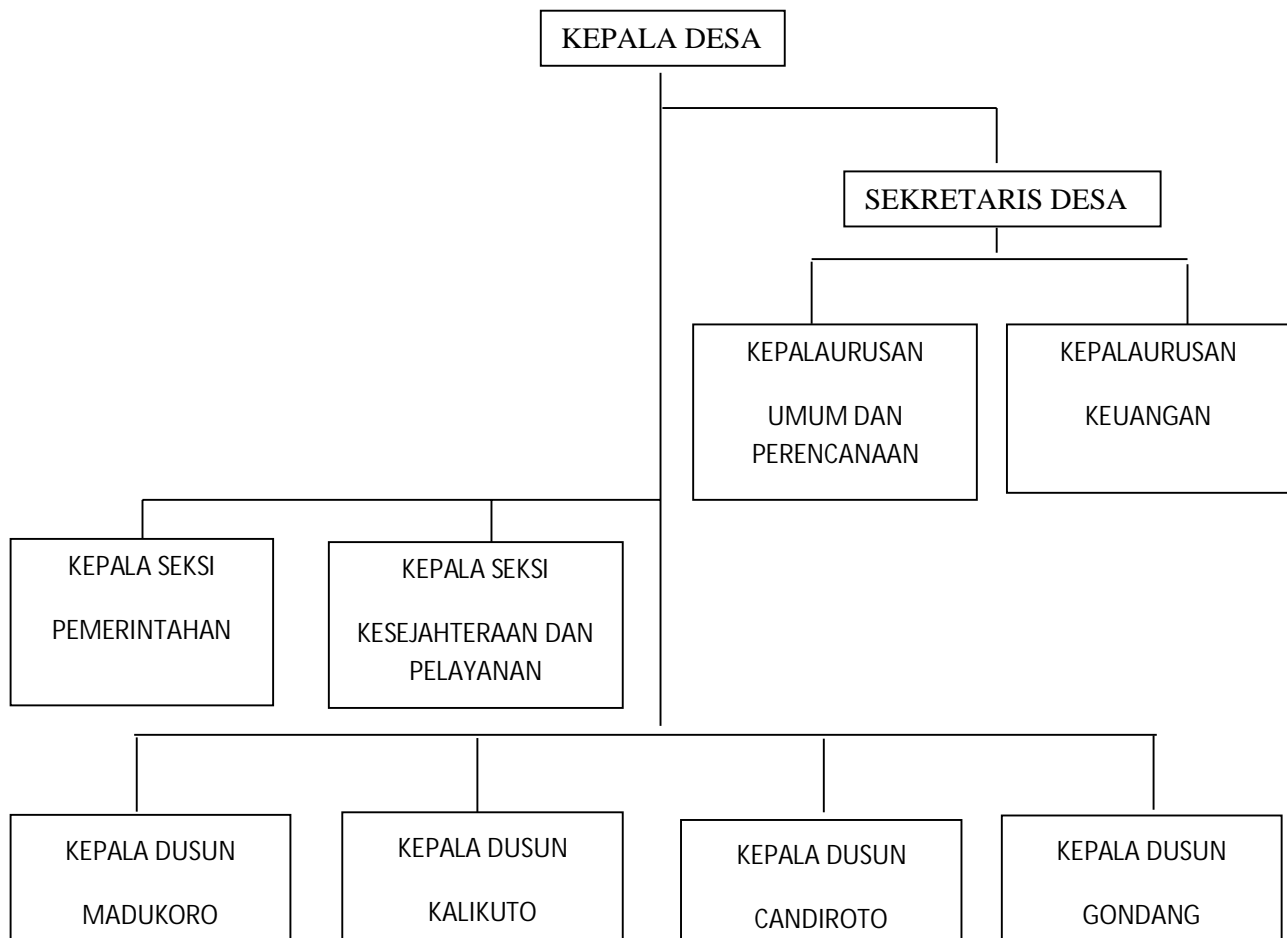 KEPALA DESA
SEKRETARIS DESA
KEPALAURUSAN
UMUM DAN
PERENCANAAN
KEPALAURUSAN
KEUANGAN
KEPALA SEKSI
PEMERINTAHAN
KEPALA SEKSI
KESEJAHTERAAN DAN
PELAYANAN
KEPALA DUSUN
MADUKORO
KEPALA DUSUN
KALIKUTO
KEPALA DUSUN
CANDIROTO
KEPALA DUSUN
GONDANG